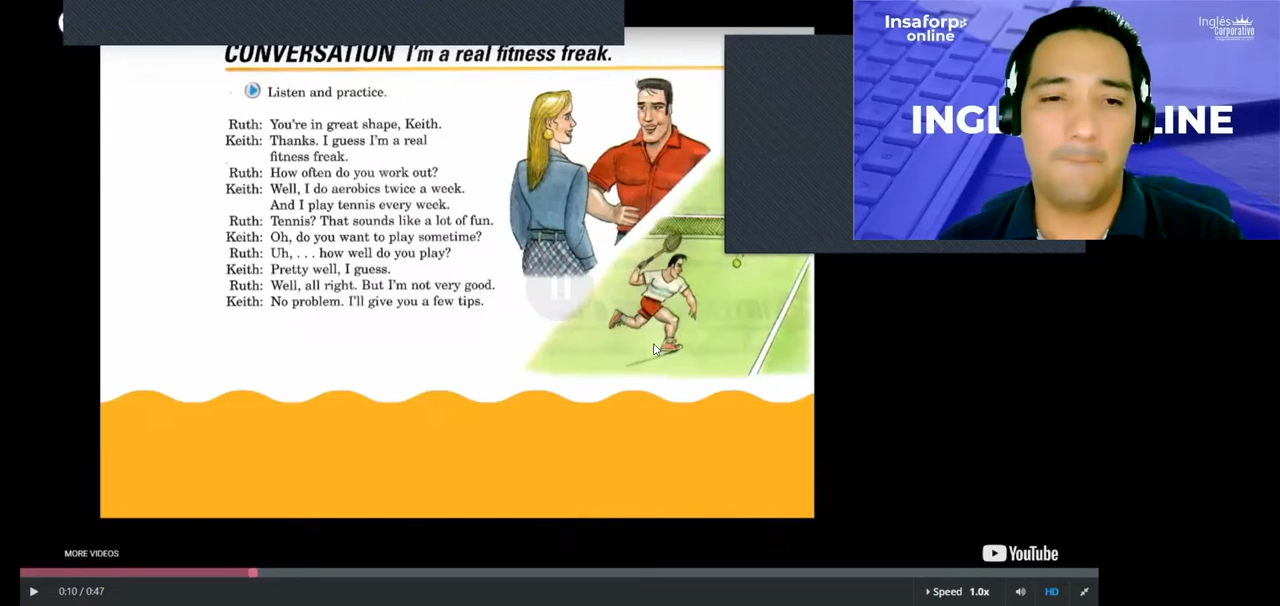 CONVERSATION I'm a real fitness freak.
Listen and practice.
Ruth: You're in great shape, Keith.
Keith: Thanks. I guess I'm a real
fitness freak.
Ruth: How often do you work out?
Keith: Well, I do aerobics twice a week.
And I play tennis every week.
Ruth: Tennis? That sounds like a lot of fun.
Keith: Oh, do you want to play sometime?
Ruth: Uh, . . . how well do you play?
Keith: Pretty well, I guess.
Ruth: Well, all right. But I'm not very good.
Keith: No problem. I'll give you a few tips.
Insaforp
online
Inglés
Corporativo
INGL LINE
MORE VIDEOS
YouTube
0:10 / 0:47
Speed 1.0x
HD